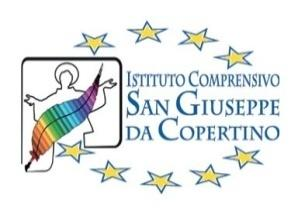 ISTITUTO COMPRENSIVO
SAN GIUSEPPE
DA COPERTINO